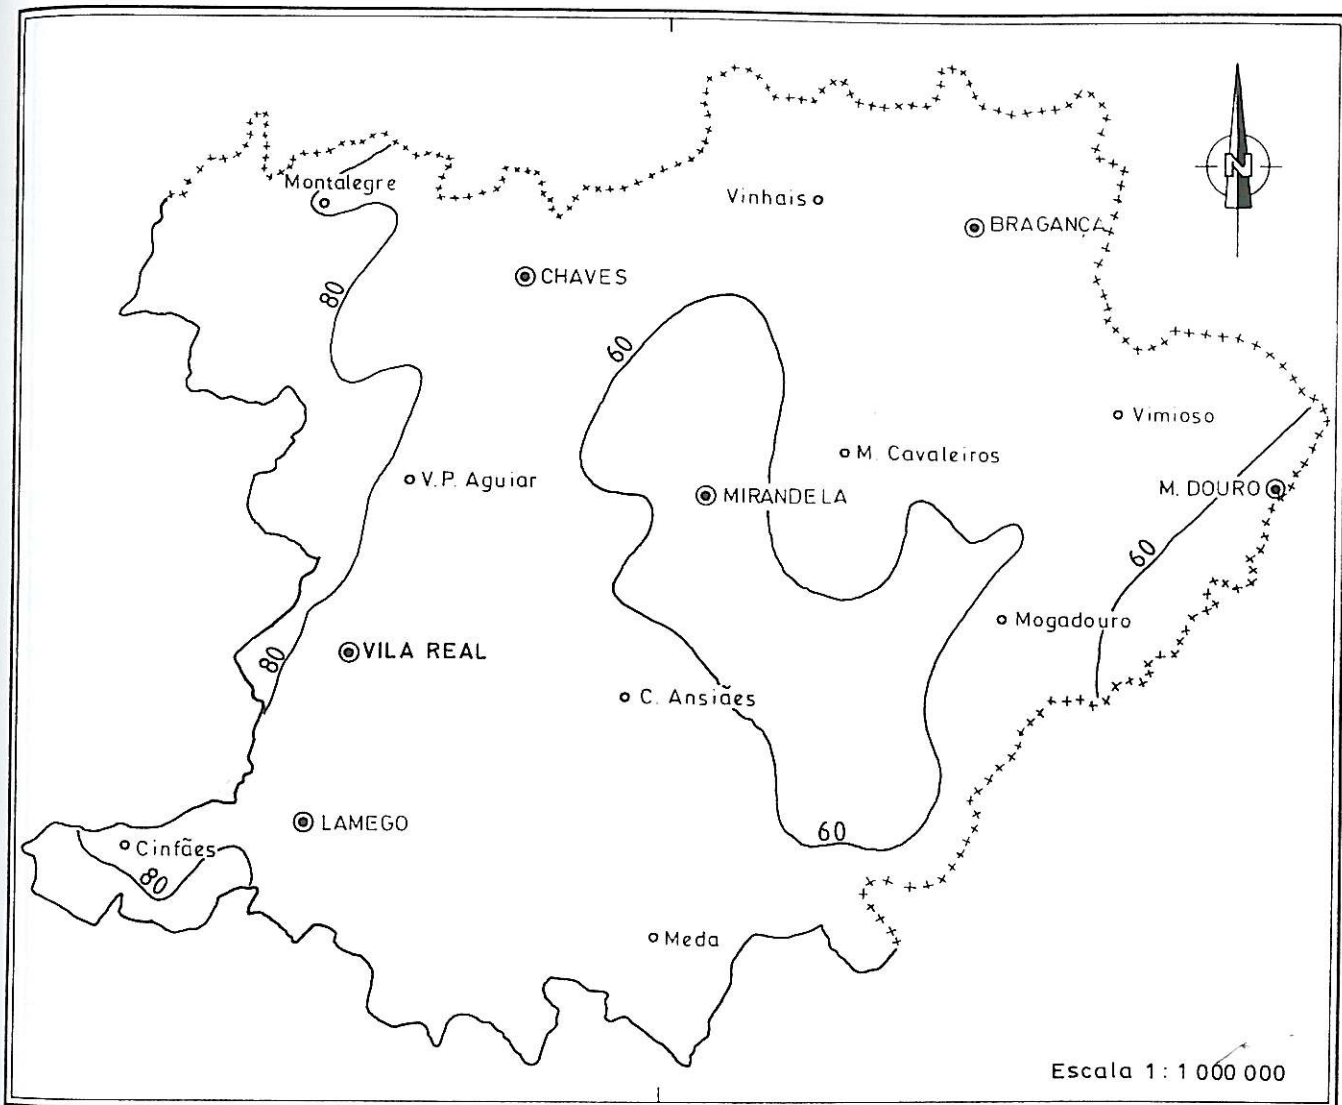 N
Montalegre
Vinhais
BRAGANÇA
CHAVES
80
60
Vimioso
M. Cavaleiros
V.P. Aguiar
MIRANDELA
M. DOURO
60
Mogadouro
VILA REAL
80
C. Ansiães
LAMEGO
60
Cinfães
80
Meda
Escala 1:1 000 000